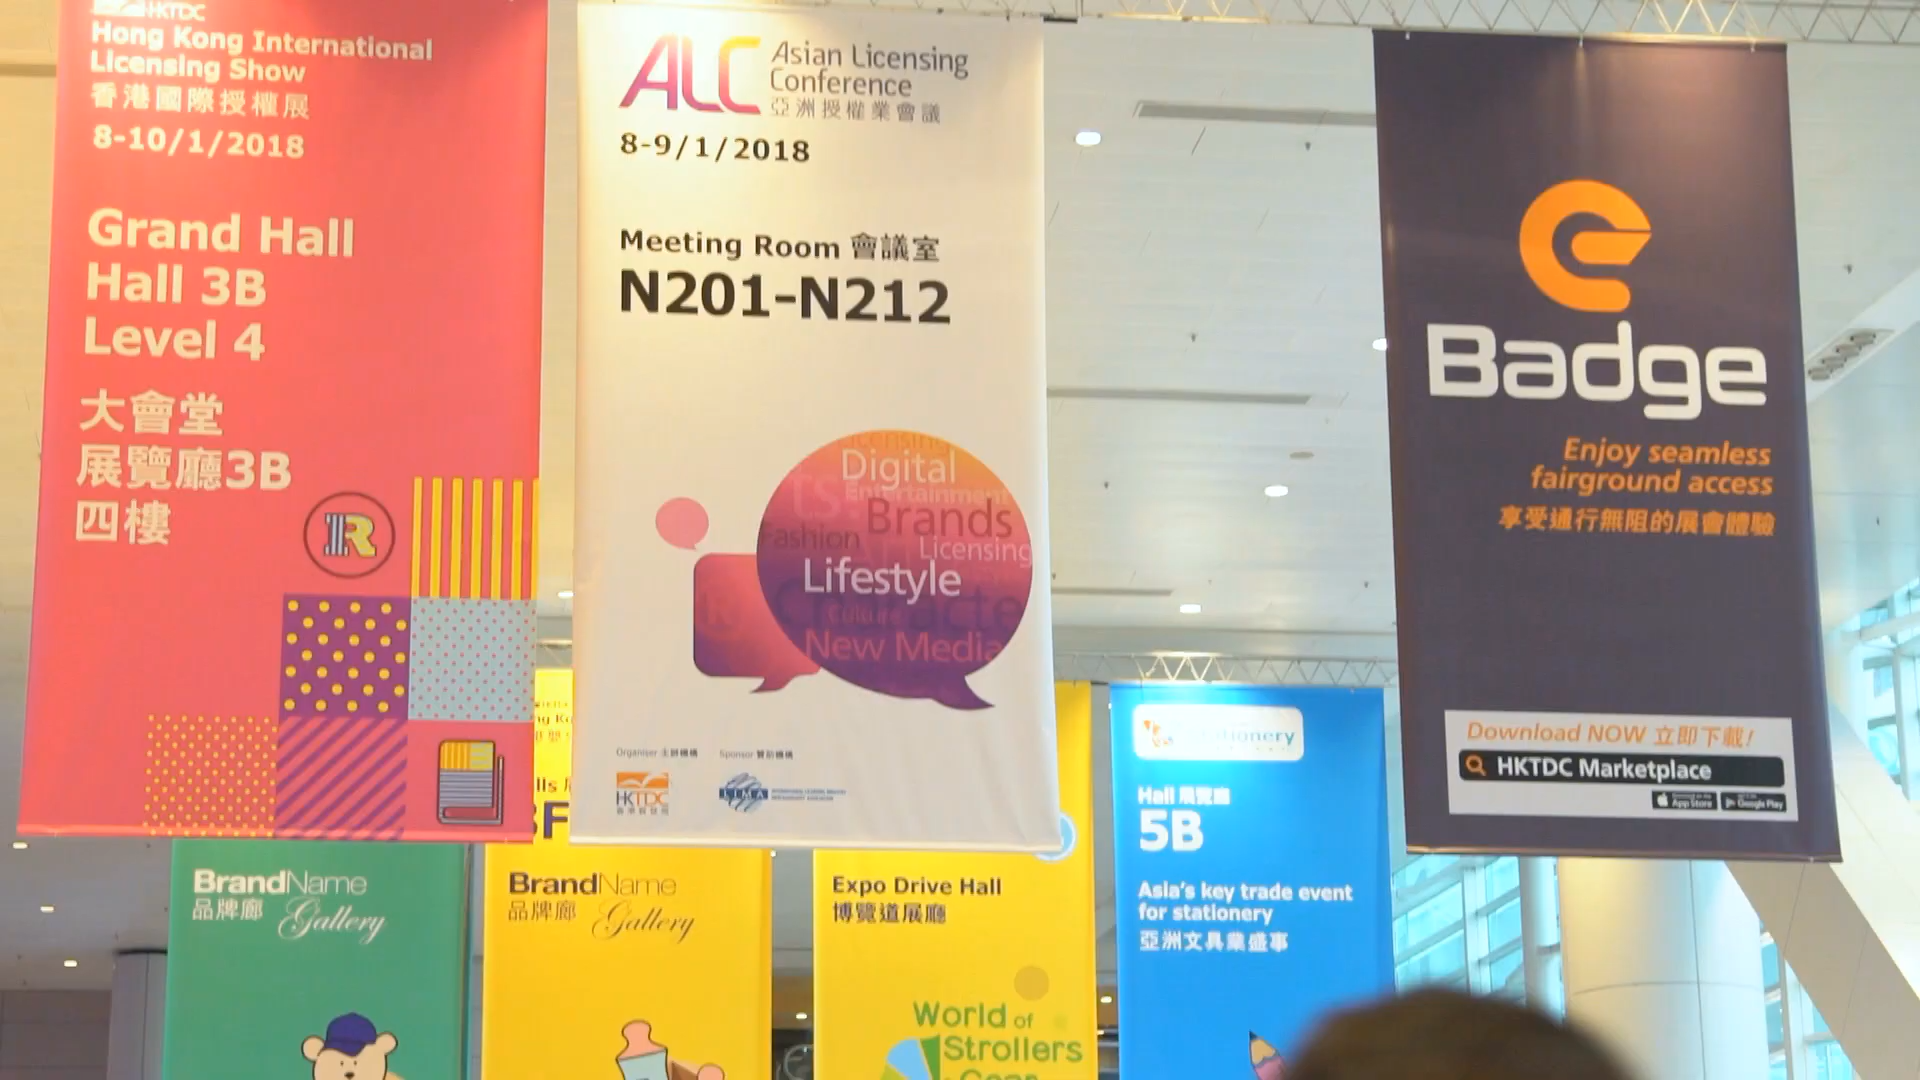 HKTDC
Hong Kong International
Licensing Show
香港國際授權展
8-10/1/2018
Grand Hall
Hall 3B
Level 4
大會堂
展覽廳3B
四樓
R
ALC
Asian Licensing
Conference
亞洲授權業會議
8-9/1/2018
Meeting Room 會議室
N201-N212
Licensing
Digital
Entertainment
Brands
Fashion
Licensing
Lifestyle
Culture
New Media
Organiser 主辦機構
Sponsor 贊助機構
HKTDC
香港貿發局
LIMA
e
Badge
Enjoy seamless
fairground access
享受通行無阻的展會體驗
Download NOW 立即下載!
HKTDC Marketplace
App Store
Google Play
BrandName
品牌廊 Gallery
BrandName
品牌廊 Gallery
Expo Drive Hall
博覽道展廳
World of
Strollers
Hall 展覽廳
5B
Asia's key trade event
for stationery
亞洲文具業盛事